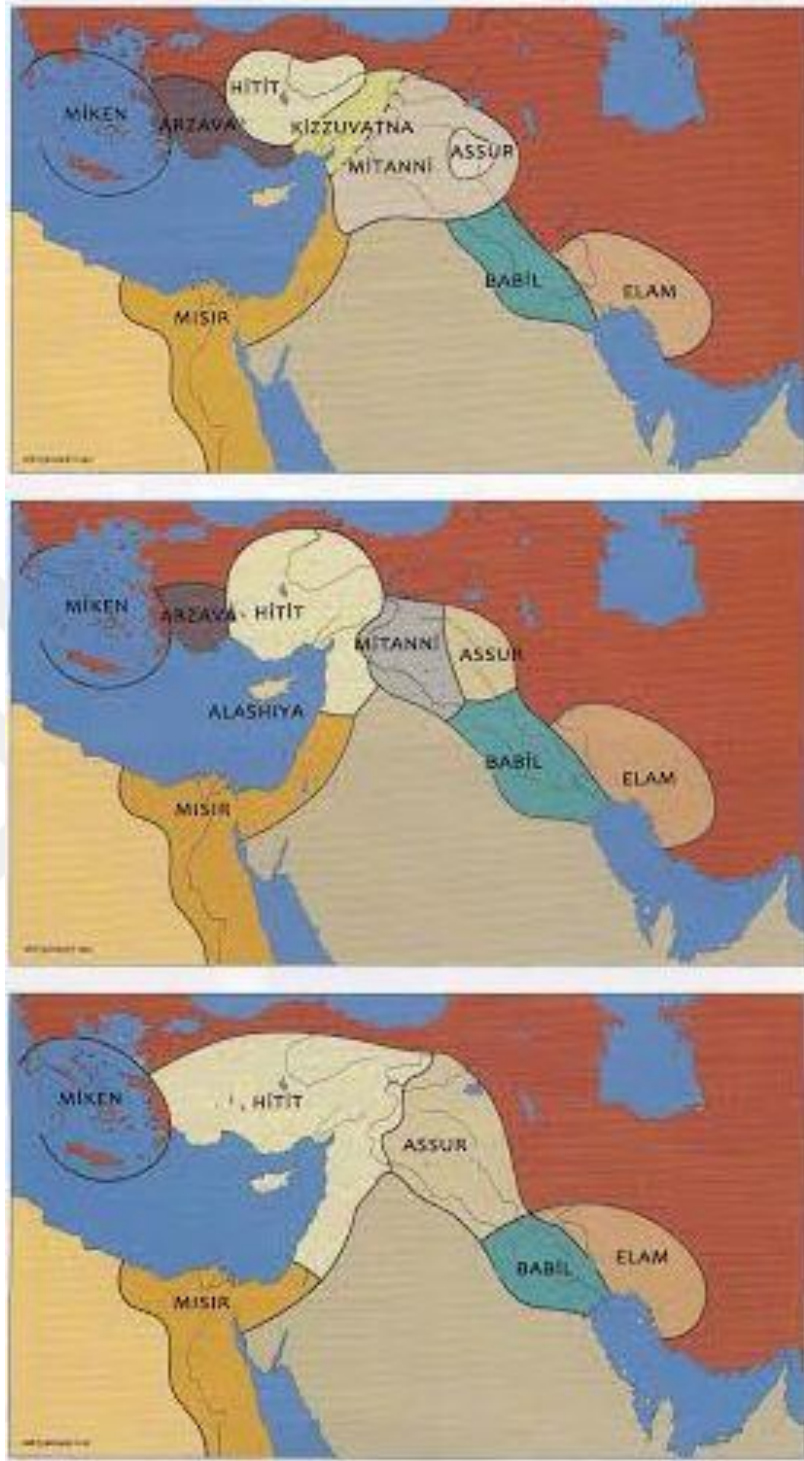 HİTİT
MİKEN
ARZAVA
KİZZUVATNA
MİTANNİ
ASSUR
BABİL
ELAM
MISIR
MİKEN
ARZAVA
HİTİT
MİTANNİ
ASSUR
ALASHIYA
BABİL
ELAM
MISIR
MİKEN
HİTİT
ASSUR
BABİL
ELAM
MISIR